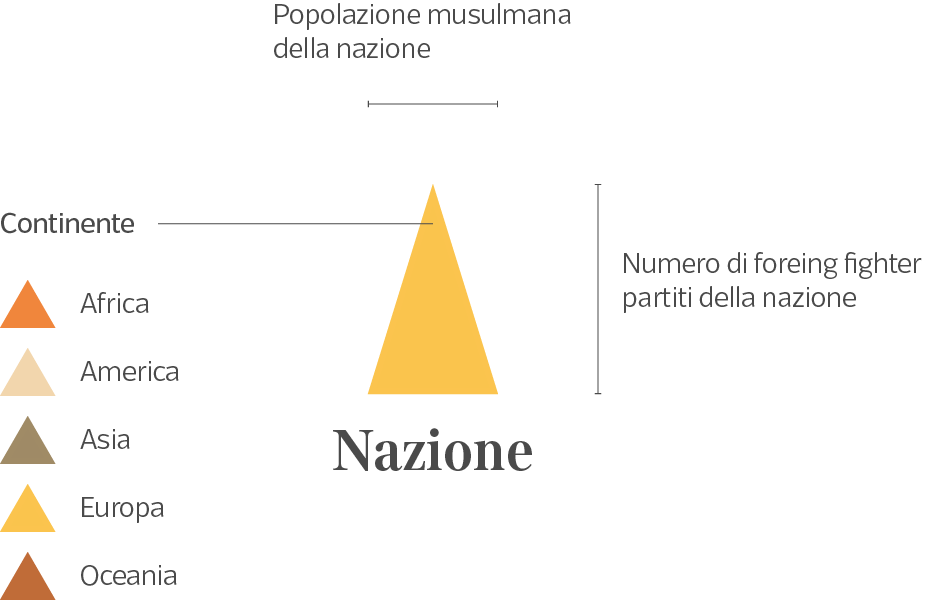 Popolazione musulmana
della nazione
Continente
Africa
America
Asia
Europa
Oceania
Nazione
Numero di foreing fighter
partiti della nazione